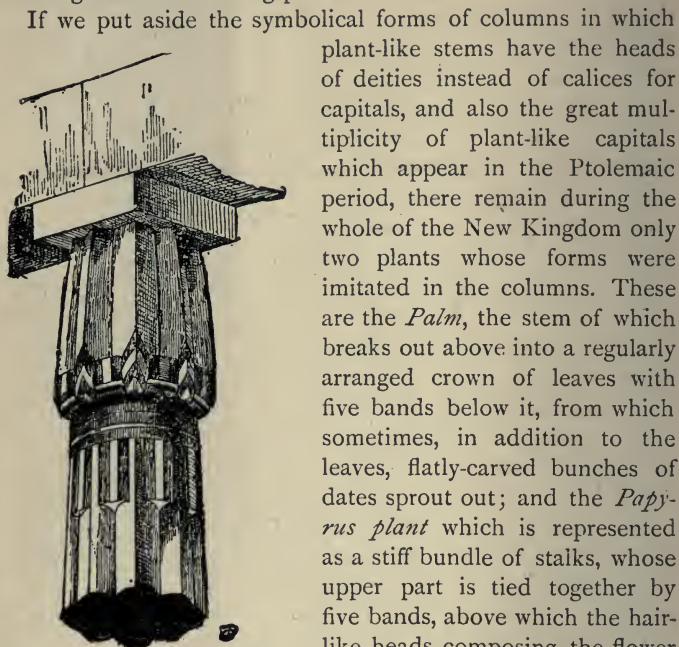 If we put aside the symbolical forms of columns in which
plant-like stems have the heads
of deities instead of calices for
capitals, and also the great mul-
tiplicity of plant-like capitals
which appear in the Ptolemaic
period, there remain during the
whole of the New Kingdom only
two plants whose forms were
imitated in the columns. These
are the Palm, the stem of which
breaks out above into a regularly
arranged crown of leaves with
five bands below it, from which
sometimes, in addition to the
leaves, flatly-carved bunches of
dates sprout out; and the Papy-
rus plant which is represented
as a stiff bundle of stalks, whose
upper part is tied together by
five bands, above which the hair-
like heads composing the flower